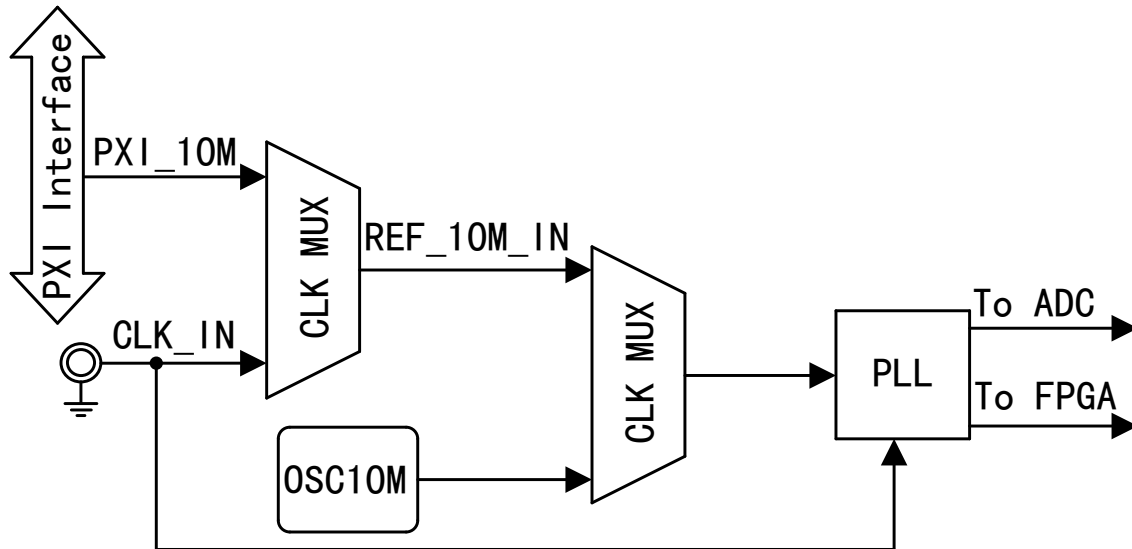 PXI Interface
PXI_10M
CLK MUX
REF_10M_IN
CLK_IN
CLK MUX
To ADC
PLL
To FPGA
OSC10M